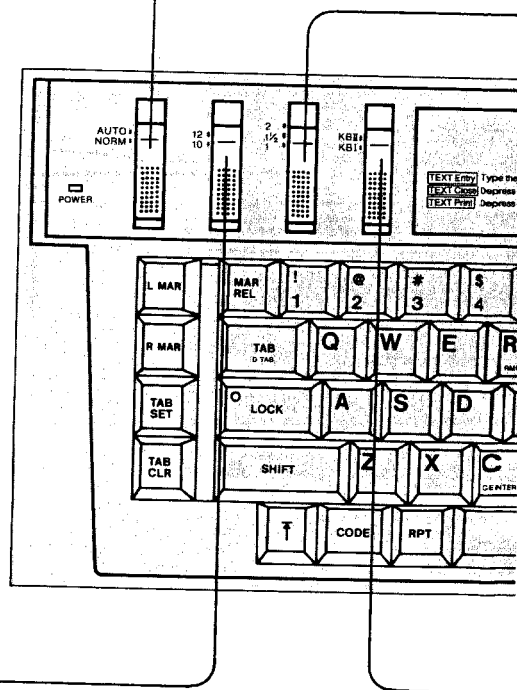 AUTO
NORM
12
10
2
1½
1
KBⅡ
KBⅠ
POWER
TEXT Entry Type the
TEXT Close Depress
TEXT Print Depress
L MAR
MAR REL
! 1
@ 2
# 3
$ 4
R MAR
TAB
D TAB
Q
W
E
R
TAB SET
LOCK
A
S
D
TAB CLR
SHIFT
Z
X
C
CODE
RPT